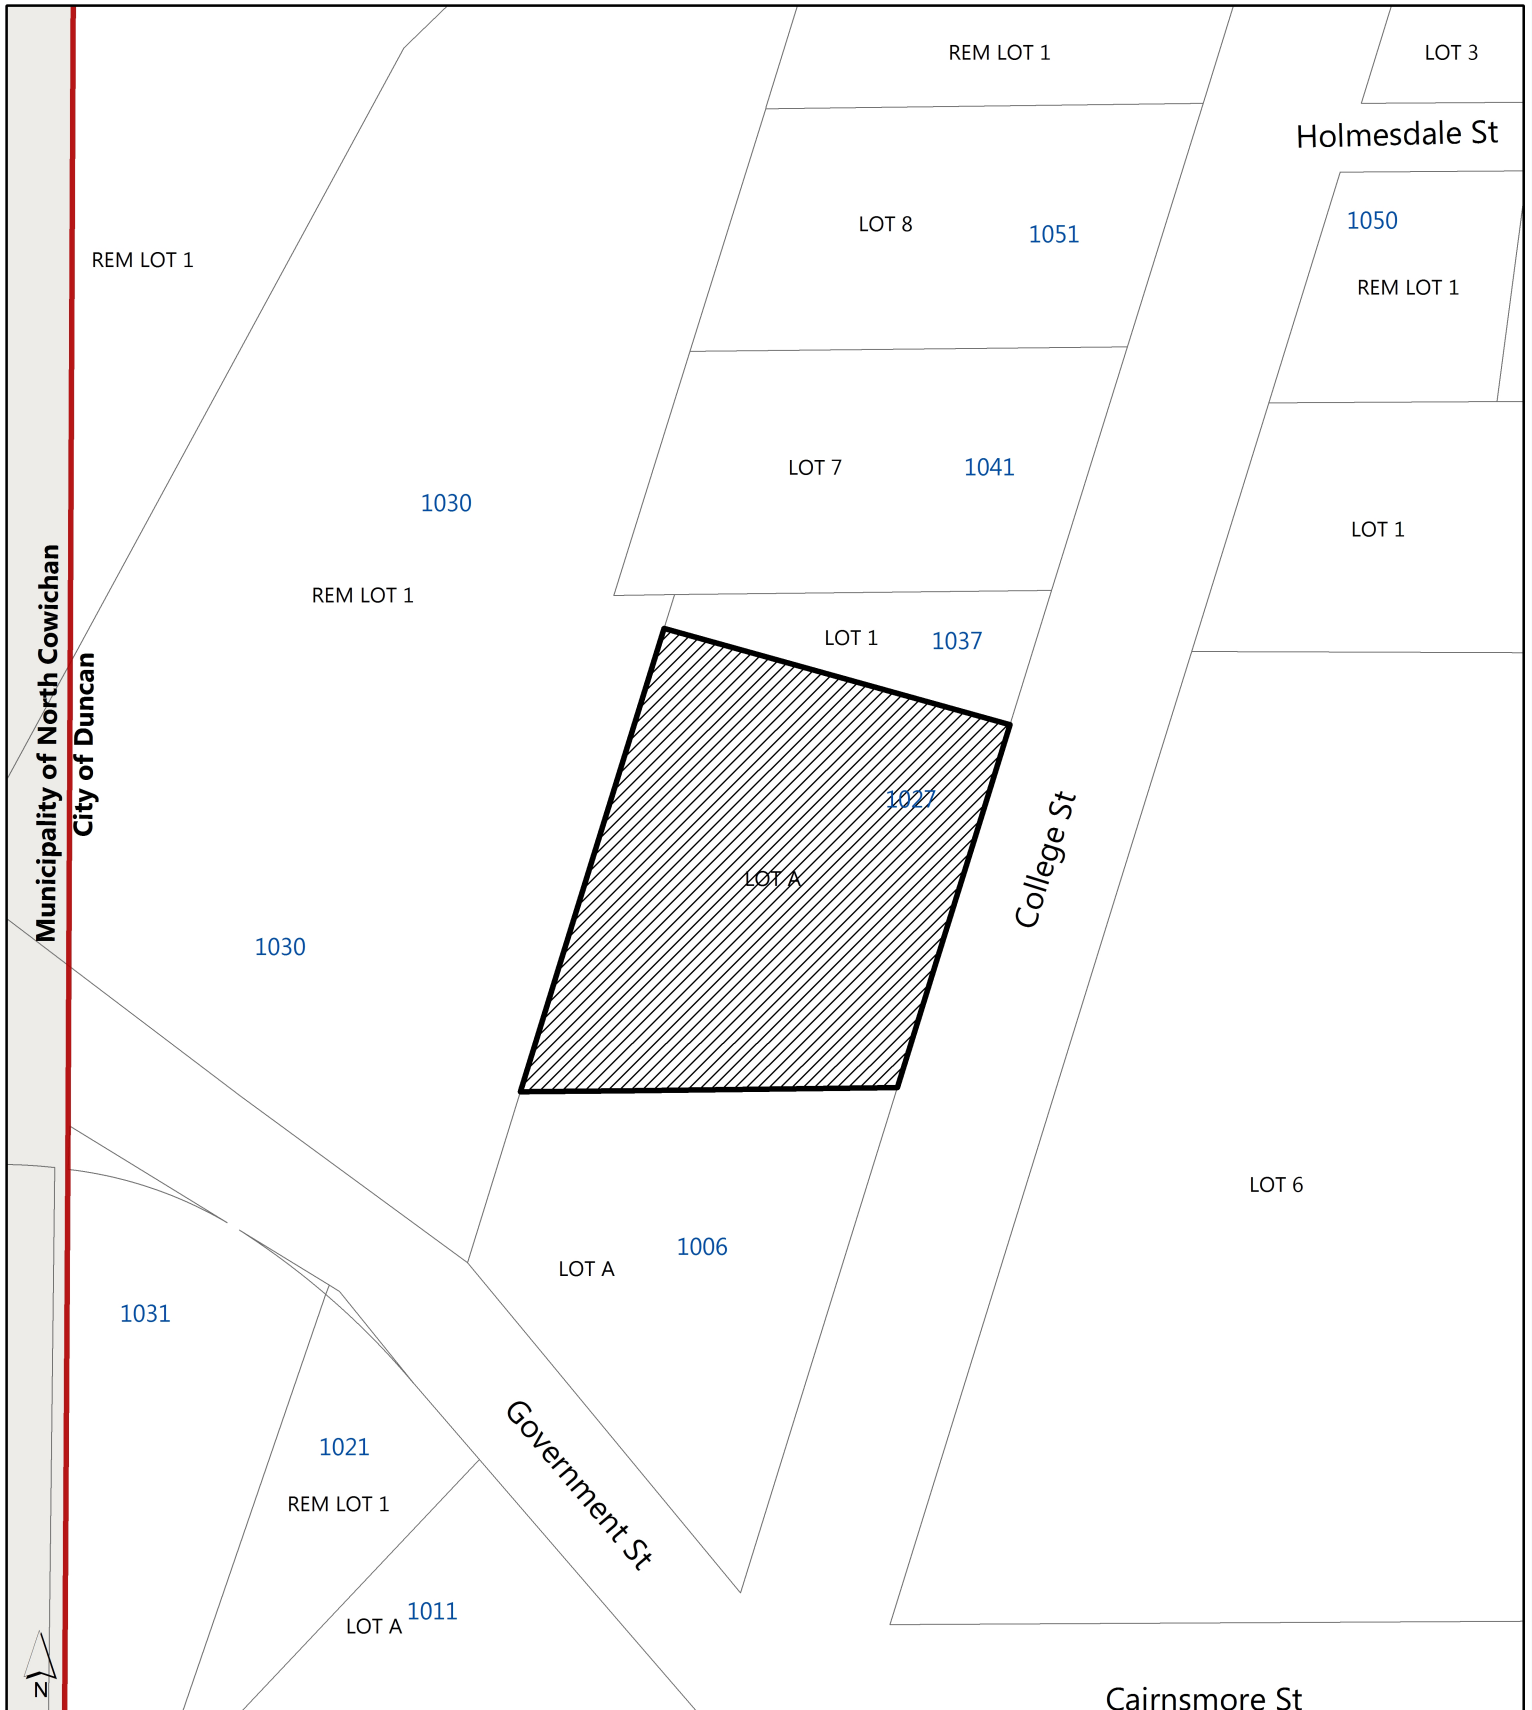 REM LOT 1
LOT 3
Holmesdale St
LOT 8
1051
1050
REM LOT 1
REM LOT 1
LOT 7
1041
1030
LOT 1
REM LOT 1
LOT 1
1037
Municipality of North Cowichan
City of Duncan
1027
LOT A
College St
1030
LOT 6
1006
LOT A
1031
Government St
1021
REM LOT 1
1011
LOT A
N
Cairnsmore St